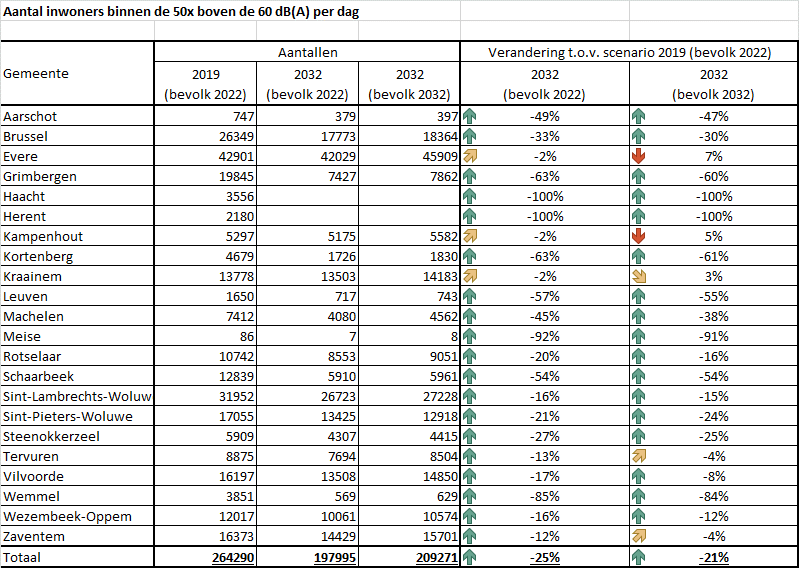 Aantal inwoners binnen de 50x boven de 60 dB(A) per dag
Aantallen Verandering t.o.v. scenario 2019 (bevolk 2022)
Gemeente 2019 (bevolk 2022) 2032 (bevolk 2022) 2032 (bevolk 2032) 2032 (bevolk 2022) 2032 (bevolk 2032)
Aarschot 747 379 397 -49% -47%
Brussel 26349 17773 18364 -33% -30%
Evere 42901 42029 45909 -2% 7%
Grimbergen 19845 7427 7862 -63% -60%
Haacht 3556 -100% -100%
Herent 2180 -100% -100%
Kampenhout 5297 5175 5582 -2% 5%
Kortenberg 4679 1726 1830 -63% -61%
Kraainem 13778 13503 14183 -2% 3%
Leuven 1650 717 743 -57% -55%
Machelen 7412 4080 4562 -45% -38%
Meise 86 7 8 -92% -91%
Rotselaar 10742 8553 9051 -20% -16%
Schaarbeek 12839 5910 5961 -54% -54%
Sint-Lambrechts-Woluw 31952 26723 27228 -16% -15%
Sint-Pieters-Woluwe 17055 13425 12918 -21% -24%
Steenokkerzeel 5909 4307 4415 -27% -25%
Tervuren 8875 7694 8504 -13% -4%
Vilvoorde 16197 13508 14850 -17% -8%
Wemmel 3851 569 629 -85% -84%
Wezembeek-Oppem 12017 10061 10574 -16% -12%
Zaventem 16373 14429 15701 -12% -4%
Totaal 264290 197995 209271 -25% -21%